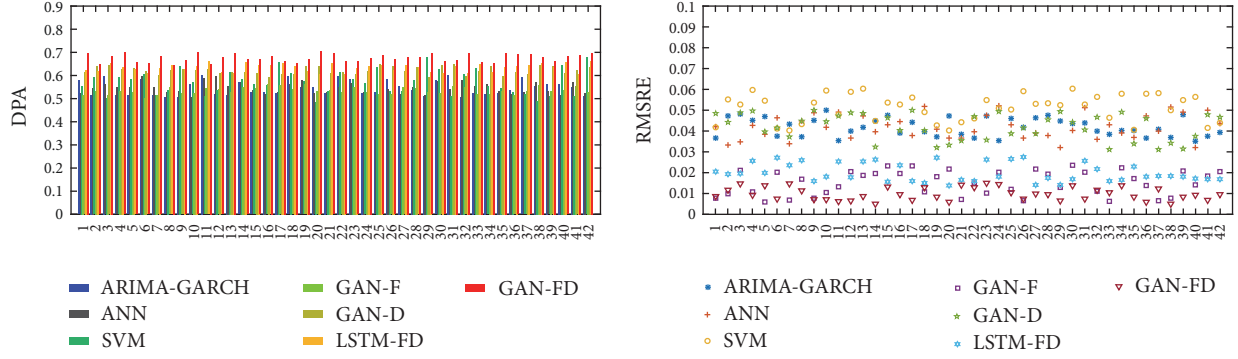 DPA
0.9
0.8
0.7
0.6
0.5
0.4
0.3
0.2
0.1
0
1 2 3 4 5 6 7 8 9 10 11 12 13 14 15 16 17 18 19 20 21 22 23 24 25 26 27 28 29 30 31 32 33 34 35 36 37 38 39 40 41 42
ARIMA-GARCH GAN-F GAN-FD
ANN GAN-D
SVM LSTM-FD
RMSRE
0.1
0.09
0.08
0.07
0.06
0.05
0.04
0.03
0.02
0.01
0
1 2 3 4 5 6 7 8 9 10 11 12 13 14 15 16 17 18 19 20 21 22 23 24 25 26 27 28 29 30 31 32 33 34 35 36 37 38 39 40 41 42
ARIMA-GARCH GAN-F GAN-FD
ANN GAN-D
SVM LSTM-FD